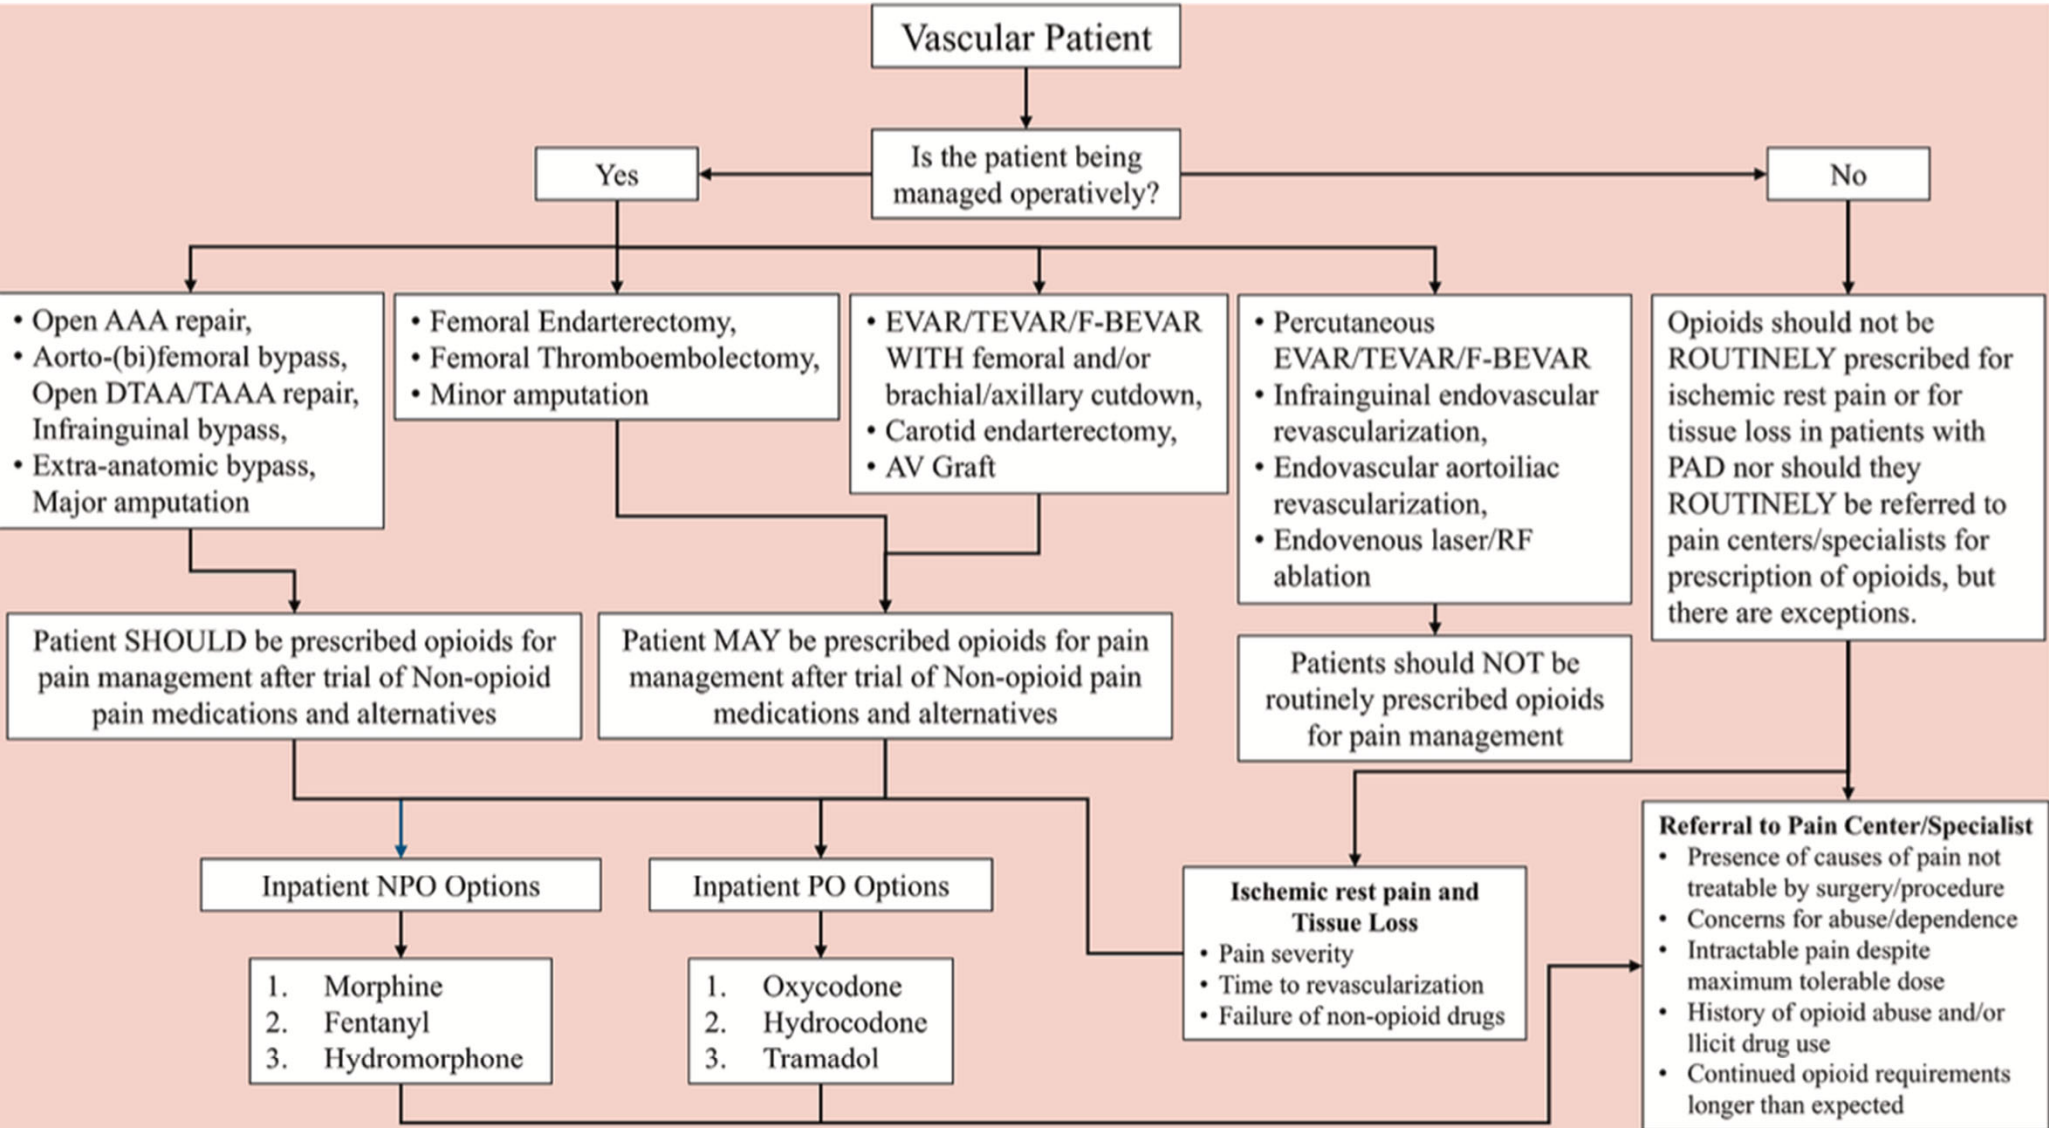 Vascular Patient
Is the patient being
managed operatively?
Yes
No
• Open AAA repair,
• Aorto-(bi)femoral bypass,
Open DTAA/TAAA repair,
Infrainguinal bypass,
• Extra-anatomic bypass,
Major amputation
• Femoral Endarterectomy,
• Femoral Thromboembolectomy,
• Minor amputation
• EVAR/TEVAR/F-BEVAR
WITH femoral and/or
brachial/axillary cutdown,
• Carotid endarterectomy,
• AV Graft
• Percutaneous
EVAR/TEVAR/F-BEVAR
• Infrainguinal endovascular
revascularization,
• Endovascular aortoiliac
revascularization,
• Endovenous laser/RF
ablation
Opioids should not be
ROUTINELY prescribed for
ischemic rest pain or for
tissue loss in patients with
PAD nor should they
ROUTINELY be referred to
pain centers/specialists for
prescription of opioids, but
there are exceptions.
Patient SHOULD be prescribed opioids for
pain management after trial of Non-opioid
pain medications and alternatives
Patient MAY be prescribed opioids for pain
management after trial of Non-opioid pain
medications and alternatives
Patients should NOT be
routinely prescribed opioids
for pain management
Inpatient NPO Options
Inpatient PO Options
1. Morphine
2. Fentanyl
3. Hydromorphone
1. Oxycodone
2. Hydrocodone
3. Tramadol
Ischemic rest pain and
Tissue Loss
• Pain severity
• Time to revascularization
• Failure of non-opioid drugs
Referral to Pain Center/Specialist
• Presence of causes of pain not
treatable by surgery/procedure
• Concerns for abuse/dependence
• Intractable pain despite
maximum tolerable dose
• History of opioid abuse and/or
llicit drug use
• Continued opioid requirements
longer than expected